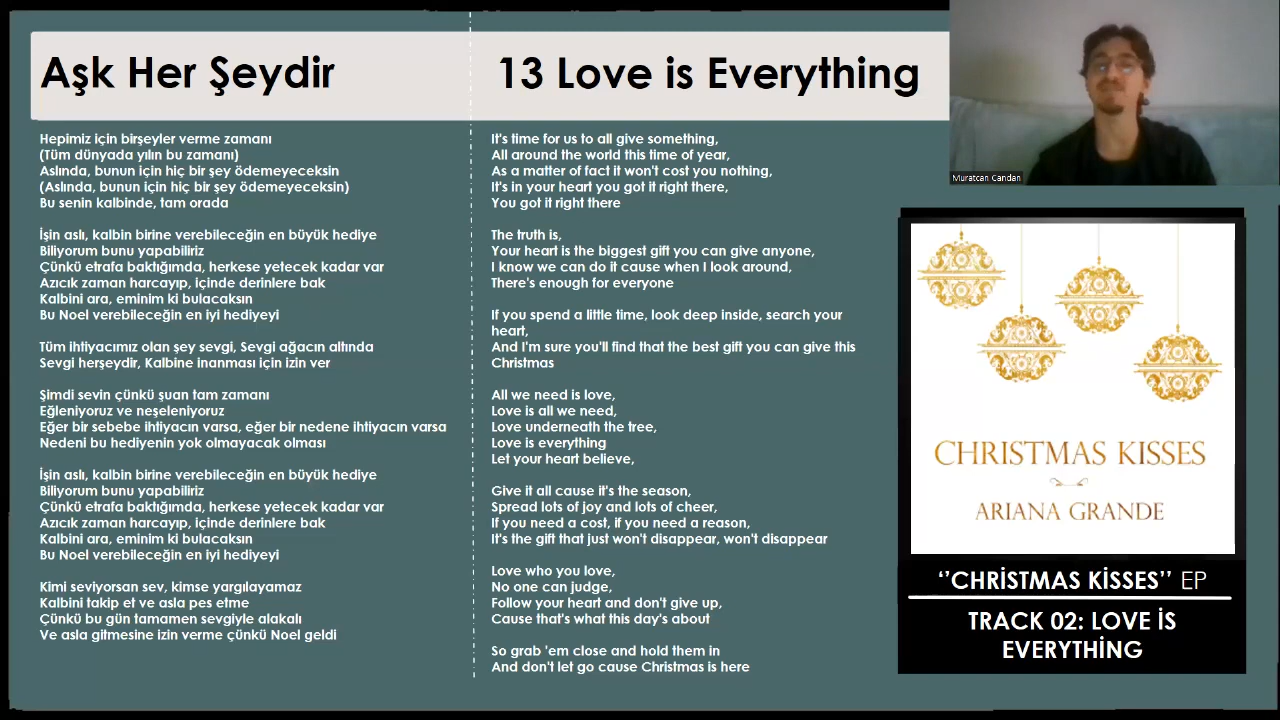 Aşk Her Şeydir
Hepimiz için birşeyler verme zamanı
(Tüm dünyada yılın bu zamanı)
Aslında, bunun için hiç bir şey ödemeyeceksin
(Aslında, bunun için hiç bir şey ödemeyeceksin)
Bu senin kalbinde, tam orada
İşin aslı, kalbin birine verebileceğin en büyük hediye
Biliyorum bunu yapabiliriz
Çünkü etrafa baktığımda, herkese yetecek kadar var
Azıcık zaman harcayıp, içinde derinlere bak
Kalbini ara, eminim ki bulacaksın
Bu Noel verebileceğin en iyi hediyeyi
Tüm ihtiyacımız olan şey sevgi, Sevgi ağacın altında
Sevgi herşeydir, Kalbine inanması için izin ver
Şimdi sevin çünkü şuan tam zamanı
Eğleniyoruz ve neşeleniyoruz
Eğer bir sebebe ihtiyacın varsa, eğer bir nedene ihtiyacın varsa
Nedeni bu hediyenin yok olmayacak olması
İşin aslı, kalbin birine verebileceğin en büyük hediye
Biliyorum bunu yapabiliriz
Çünkü etrafa baktığımda, herkese yetecek kadar var
Azıcık zaman harcayıp, içinde derinlere bak
Kalbini ara, eminim ki bulacaksın
Bu Noel verebileceğin en iyi hediyeyi
Kimi seviyorsan sev, kimse yargılayamaz
Kalbini takip et ve asla pes etme
Çünkü bu gün tamamen sevgiyle alakalı
Ve asla gitmesine izin verme çünkü Noel geldi
13 Love is Everything
It's time for us to all give something,
All around the world this time of year,
As a matter of fact it won't cost you nothing,
It's in your heart you got it right there,
You got it right there
The truth is,
Your heart is the biggest gift you can give anyone,
I know we can do it cause when I look around,
There's enough for everyone
If you spend a little time, look deep inside, search your
heart,
And I'm sure you'll find that the best gift you can give this
Christmas
All we need is love,
Love is all we need,
Love underneath the tree,
Love is everything
Let your heart believe,
Give it all cause it's the season,
Spread lots of joy and lots of cheer,
If you need a cost, if you need a reason,
It's the gift that just won't disappear, won't disappear
Love who you love,
No one can judge,
Follow your heart and don't give up,
Cause that's what this day's about
So grab 'em close and hold them in
And don't let go cause Christmas is here
Muratcan Candan
CHRISTMAS KISSES
ARIANA GRANDE
‘’CHRİSTMAS KİSSES’’ EP
TRACK 02: LOVE İS
EVERYTHİNG